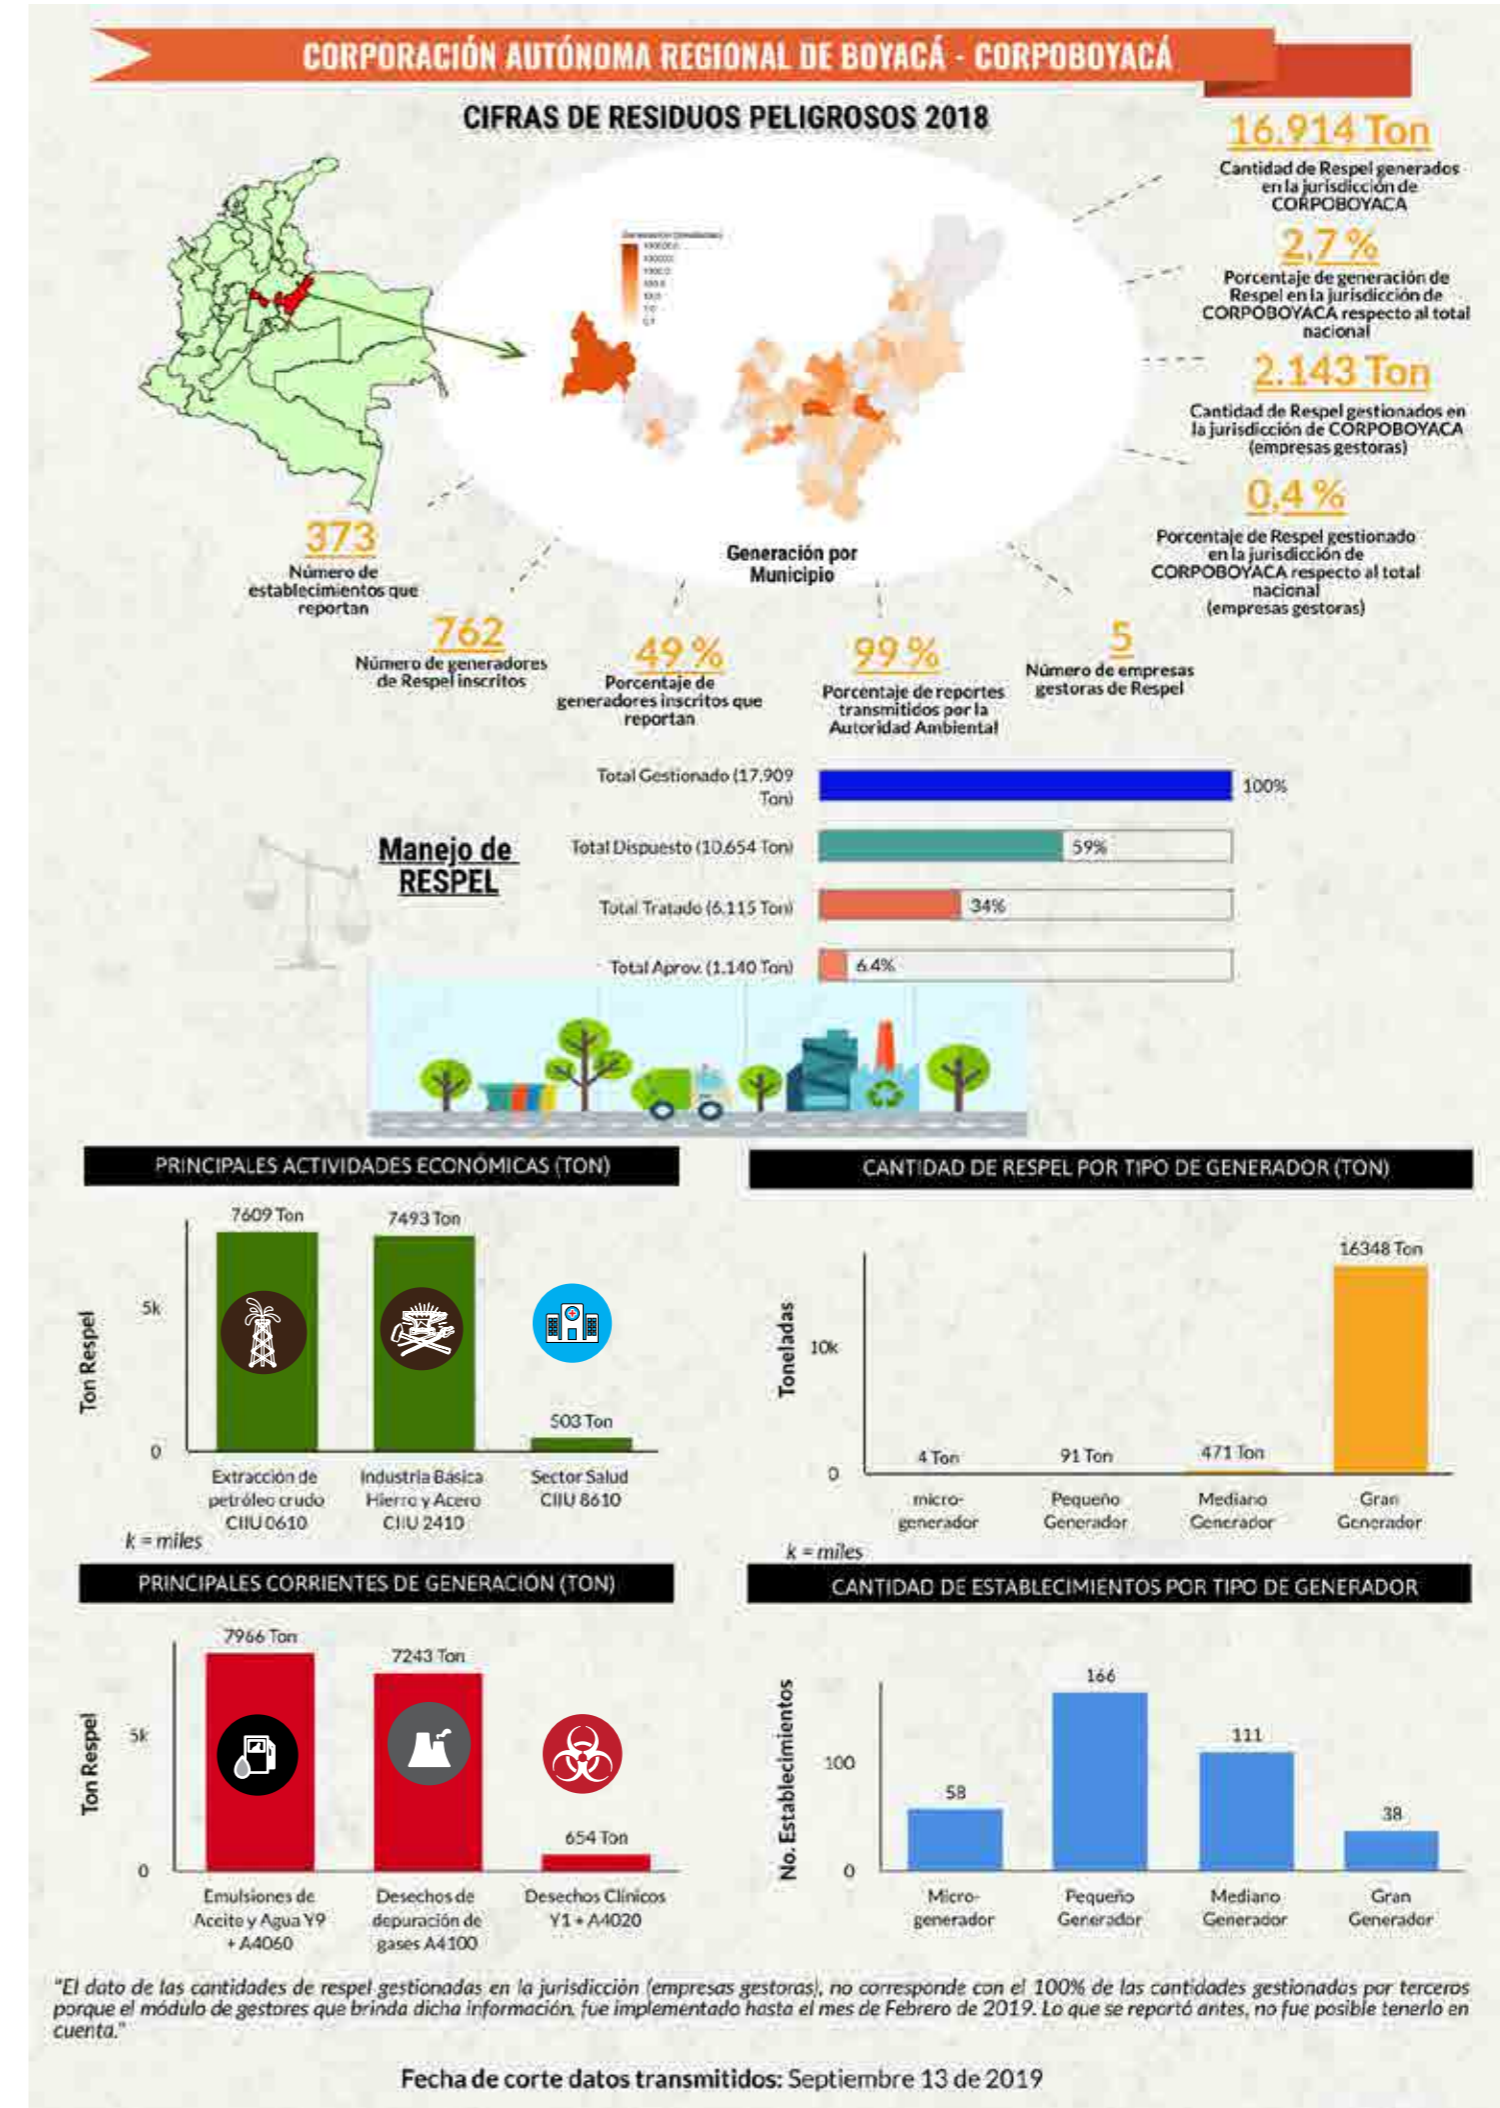 CORPORACIÓN AUTÓNOMA REGIONAL DE BOYACÁ - CORPOBOYACÁ
CIFRAS DE RESIDUOS PELIGROSOS 2018
16.914 Ton
Cantidad de Respel generados
en la jurisdicción de
CORPOBOYACA
2,7 %
Porcentaje de generación de
Respel en la jurisdicción de
CORPOBOYACA respecto al total
nacional
2.143 Ton
Cantidad de Respel gestionados en
la jurisdicción de CORPOBOYACA
(empresas gestoras)
0,4 %
Porcentaje de Respel gestionado
en la jurisdicción de
CORPOBOYACA respecto al total
nacional
(empresas gestoras)
Generación por
Municipio
373
Número de
establecimientos que
reportan
762
Número de generadores
de Respel inscritos
49 %
Porcentaje de
generadores inscritos que
reportan
99 %
Porcentaje de reportes
transmitidos por la
Autoridad Ambiental
5
Número de empresas
gestoras de Respel
Manejo de
RESPEL
Total Gestionado (17.909
Ton)
100%
Total Dispuesto (10.654 Ton)
59%
Total Tratado (6.115 Ton)
34%
Total Aprov. (1.140 Ton)
6.4%
PRINCIPALES ACTIVIDADES ECONÓMICAS (TON)
7609 Ton
7493 Ton
503 Ton
Ton Respel
5k
0
Extracción de
petróleo crudo
CIIU 0610
Industria Básica
Hierro y Acero
CIIU 2410
Sector Salud
CIIU 8610
k = miles
CANTIDAD DE RESPEL POR TIPO DE GENERADOR (TON)
16348 Ton
Toneladas
10k
0
4 Ton
91 Ton
471 Ton
micro-
generador
Pequeño
Generador
Mediano
Generador
Gran
Generador
k = miles
PRINCIPALES CORRIENTES DE GENERACIÓN (TON)
7966 Ton
7243 Ton
654 Ton
Ton Respel
5k
0
Emulsiones de
Aceite y Agua Y9
+ A4060
Desechos de
depuración de
gases A4100
Desechos Clínicos
Y1 + A4020
CANTIDAD DE ESTABLECIMIENTOS POR TIPO DE GENERADOR
No. Establecimientos
100
0
58
166
111
38
Micro-
generador
Pequeño
Generador
Mediano
Generador
Gran
Generador
"El dato de las cantidades de respel gestionadas en la jurisdicción (empresas gestoras), no corresponde con el 100% de las cantidades gestionadas por terceros
porque el módulo de gestores que brinda dicha información, fue implementado hasta el mes de Febrero de 2019. Lo que se reportó antes, no fue posible tenerlo en
cuenta."
Fecha de corte datos transmitidos: Septiembre 13 de 2019